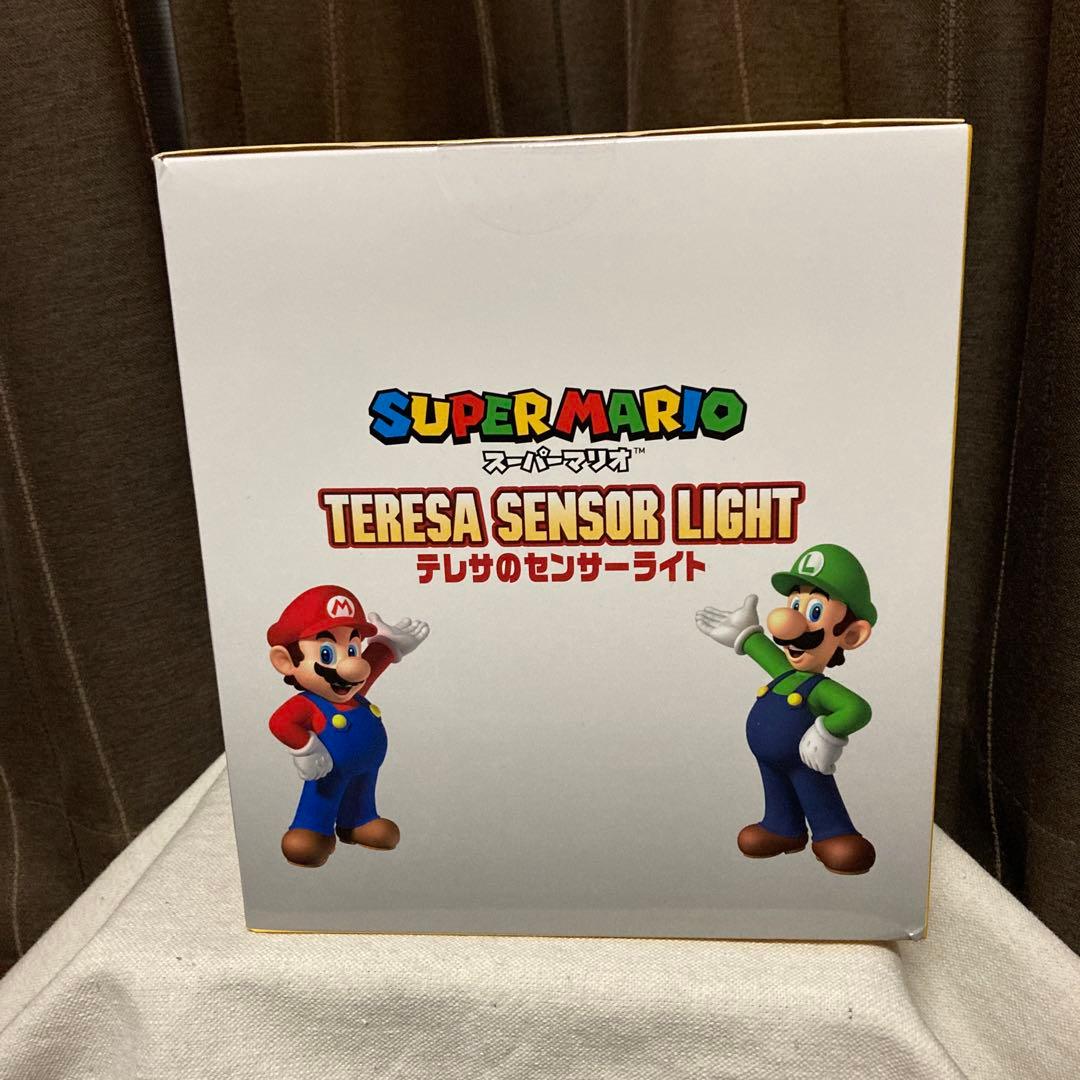 SUPER MARIO
スーパーマリオ™
TERESA SENSOR LIGHT
テレサのセンサーライト
M
L